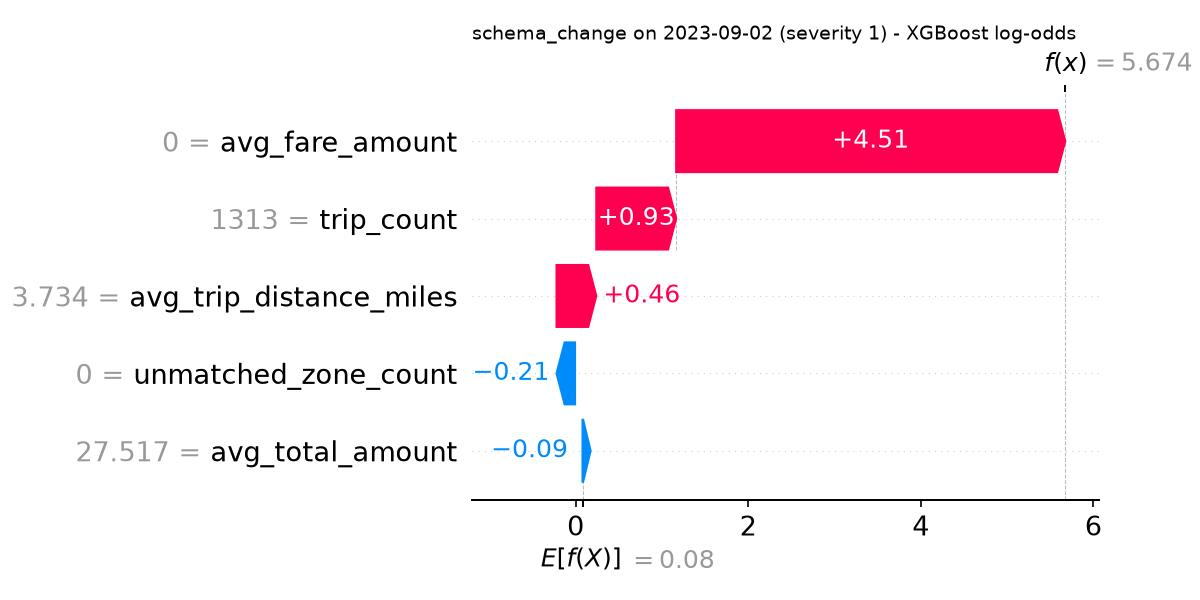 schema_change on 2023-09-02 (severity 1) - XGBoost log-odds
f(x) = 5.674
0 = avg_fare_amount
+4.51
1313 = trip_count
+0.93
3.734 = avg_trip_distance_miles
+0.46
0 = unmatched_zone_count
−0.21
27.517 = avg_total_amount
−0.09
0 2 4 6
E[f(X)] = 0.08